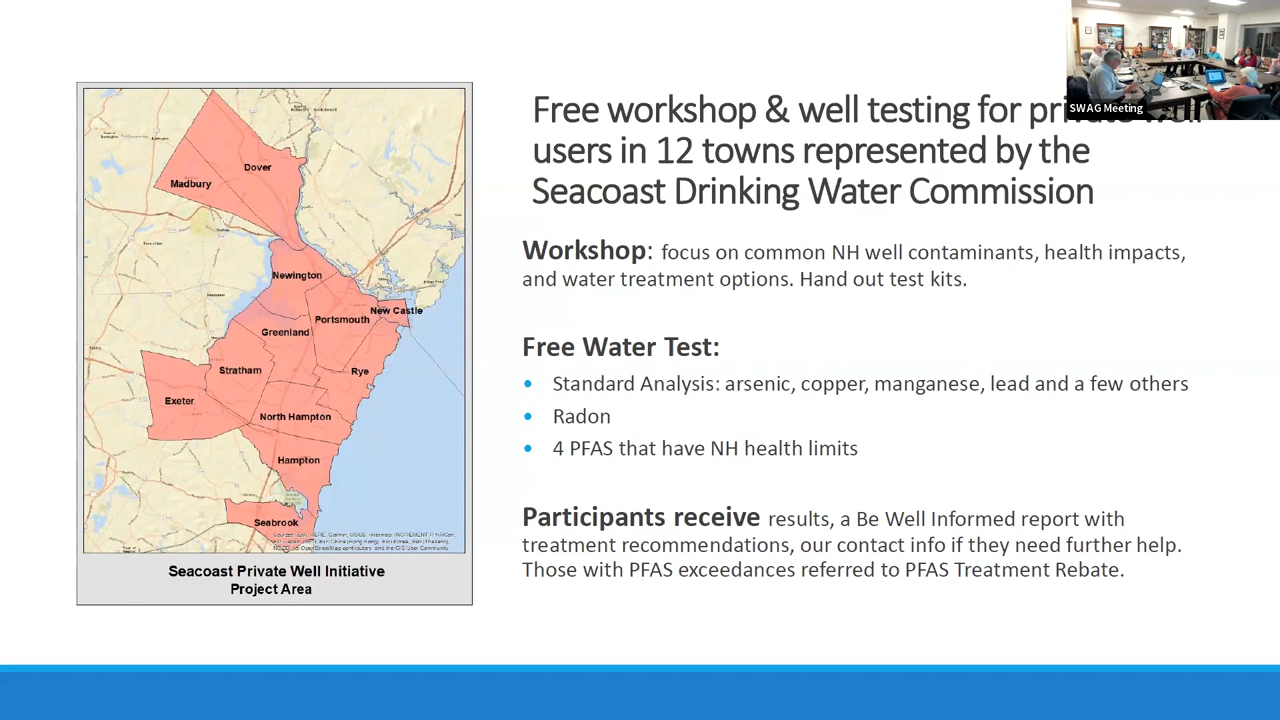 SWAG Meeting
Free workshop & well testing for private well
users in 12 towns represented by the
Seacoast Drinking Water Commission
Dover
Madbury
Newington
New Castle
Portsmouth
Greenland
Stratham
Rye
Exeter
North Hampton
Hampton
Seabrook
Seacoast Private Well Initiative
Project Area
Workshop: focus on common NH well contaminants, health impacts,
and water treatment options. Hand out test kits.
Free Water Test:
• Standard Analysis: arsenic, copper, manganese, lead and a few others
• Radon
• 4 PFAS that have NH health limits
Participants receive results, a Be Well Informed report with
treatment recommendations, our contact info if they need further help.
Those with PFAS exceedances referred to PFAS Treatment Rebate.